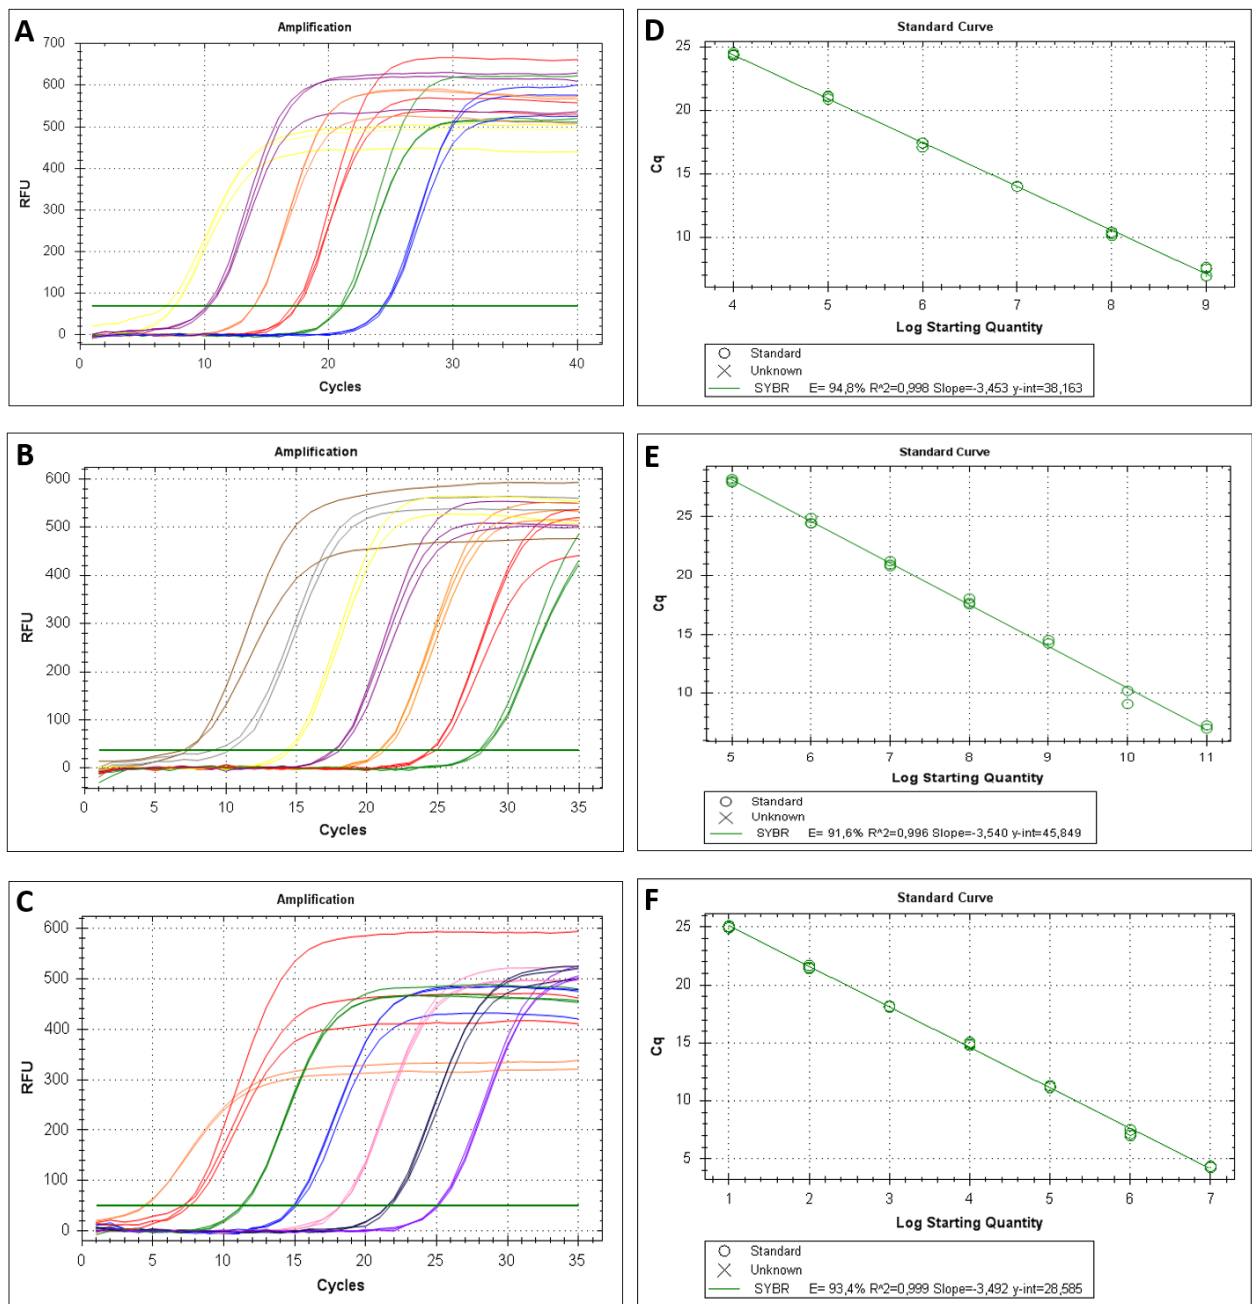 A
Amplification
700
600
500
400
300
200
100
0
RFU
0 10 20 30 40
Cycles
D
Standard Curve
25
20
15
10
Cq
4 5 6 7 8 9
Log Starting Quantity
Standard
Unknown
SYBR E= 94,8% R^2=0,998 Slope=-3,453 y-int=38,163
B
Amplification
600
500
400
300
200
100
0
RFU
0 5 10 15 20 25 30 35
Cycles
E
Standard Curve
25
20
15
10
Cq
5 6 7 8 9 10 11
Log Starting Quantity
Standard
Unknown
SYBR E= 91,6% R^2=0,996 Slope=-3,540 y-int=45,849
C
Amplification
600
500
400
300
200
100
0
RFU
0 5 10 15 20 25 30 35
Cycles
F
Standard Curve
25
20
15
10
5
Cq
1 2 3 4 5 6 7
Log Starting Quantity
Standard
Unknown
SYBR E= 93,4% R^2=0,999 Slope=-3,492 y-int=28,585